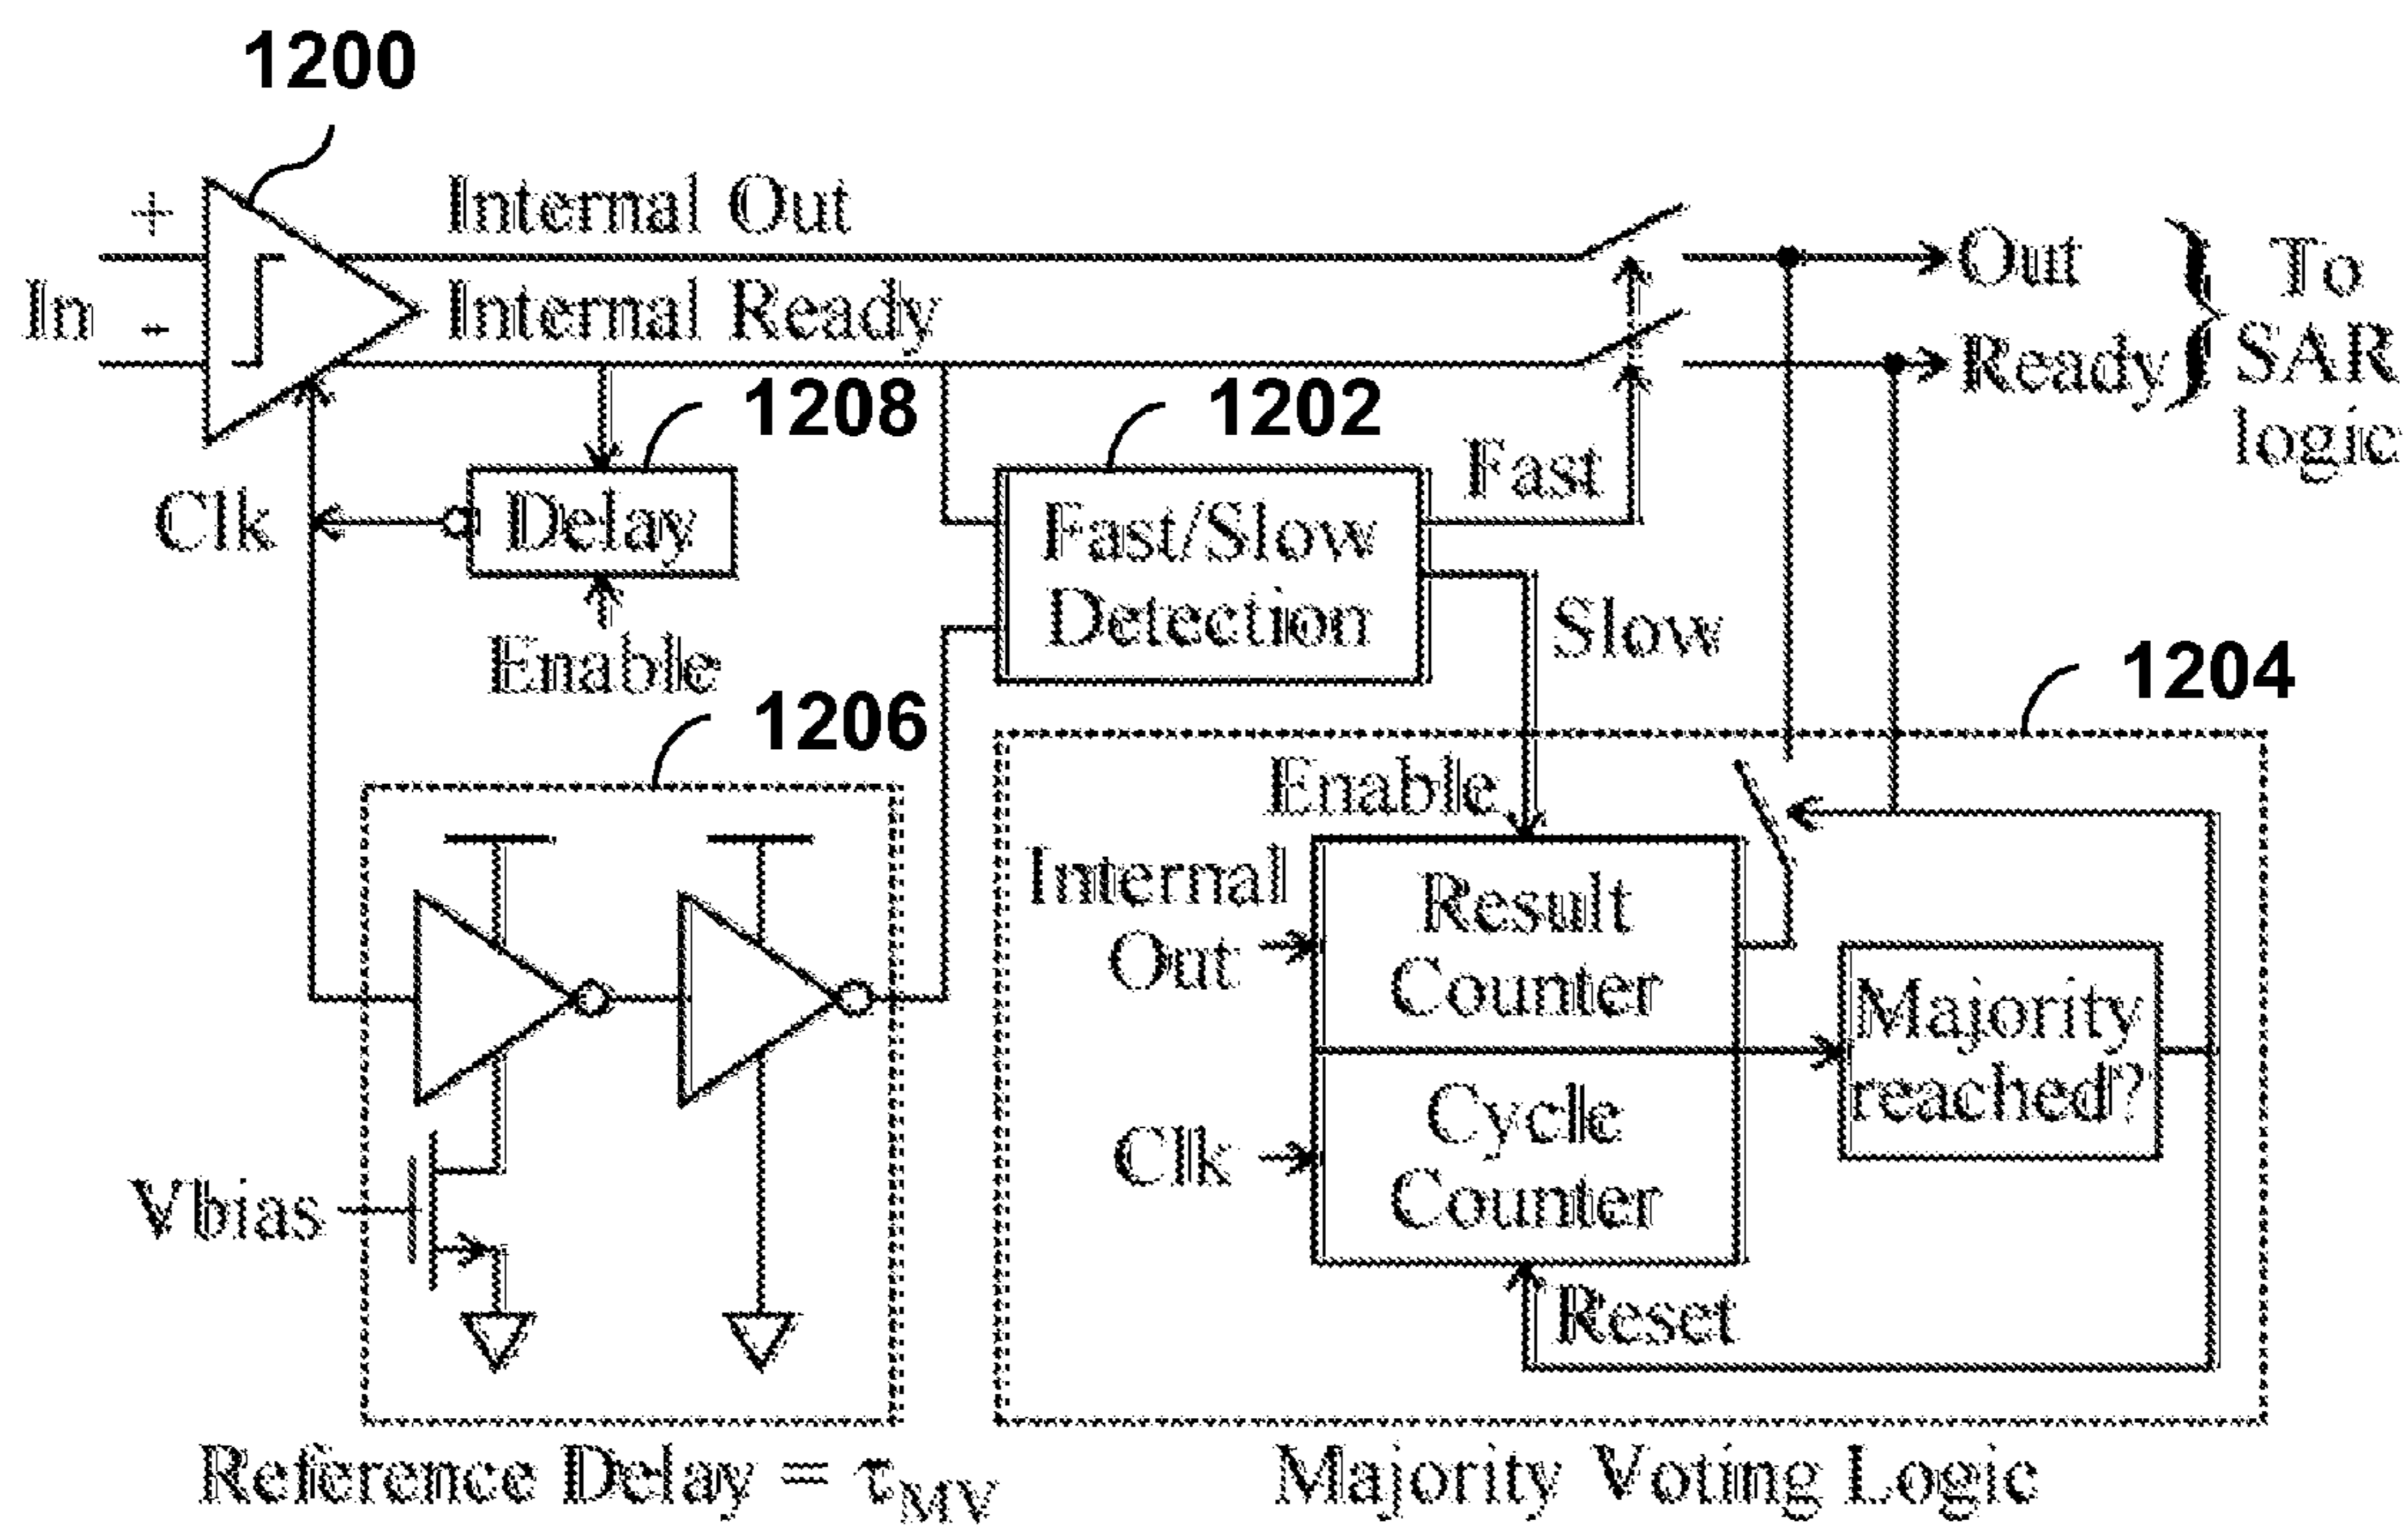 1200
+
Internal Out
Out
In
Internal Ready
-
Ready
To
SAR
logic
1208
1202
Fast
Clk
Delay
Fast/Slow
Detection
Enable
Slow
1206
1204
Enable
Internal
Out
Result
Counter
Majority
reached?
Clk
Cycle
Counter
Vbias
Reset
Reference Delay = τMV
Majority Voting Logic